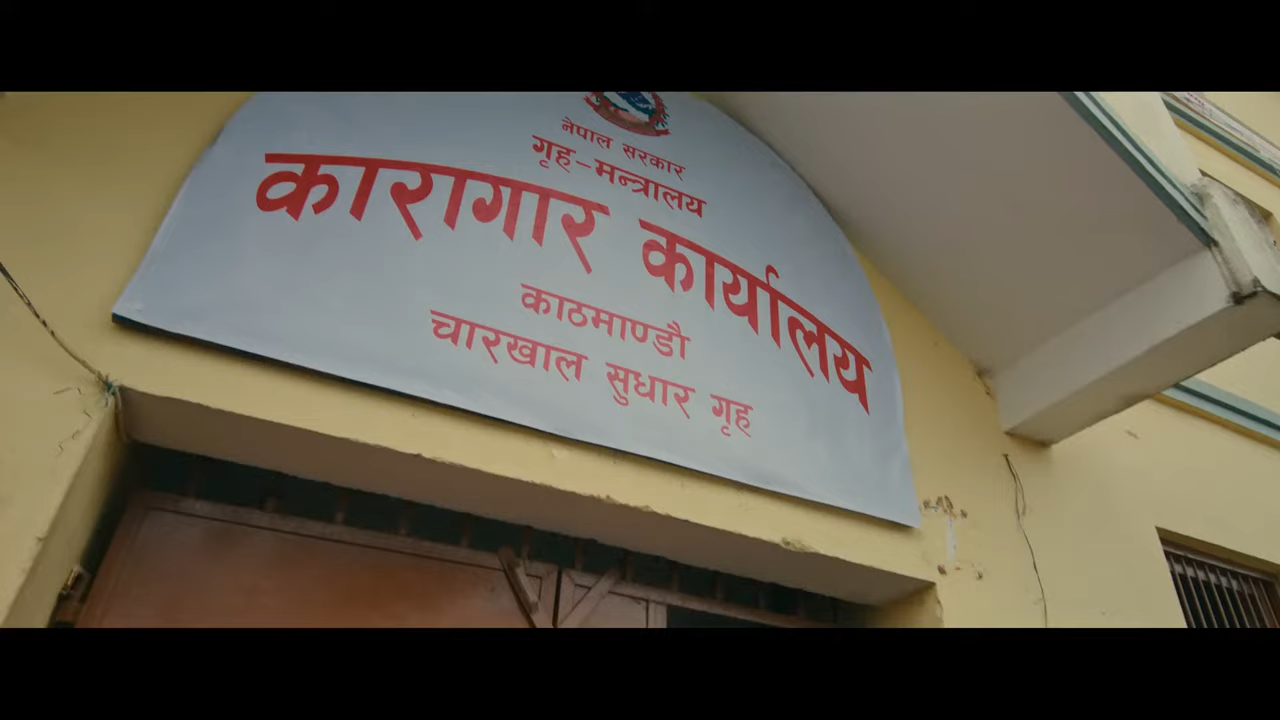 नेपाल सरकार
गृह-मन्त्रालय
कारागार कार्यालय
काठमाण्डौ
चारखाल सुधार गृह